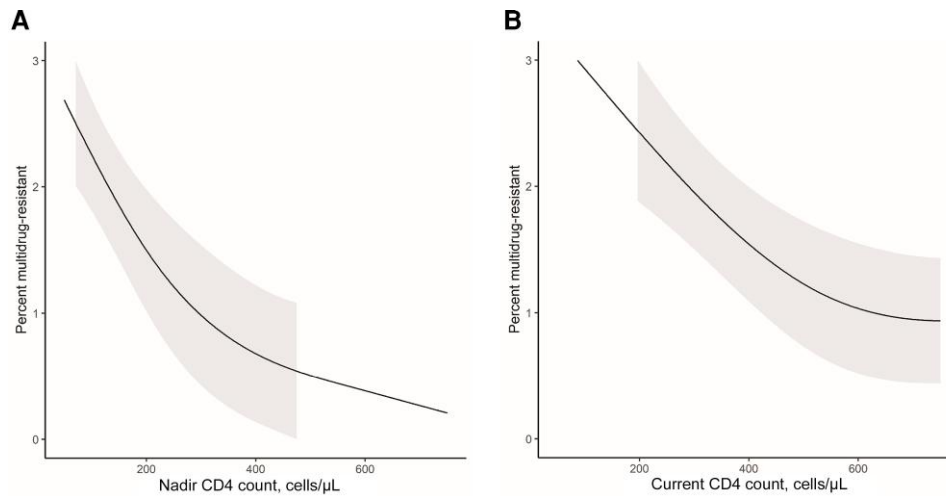 A
Percent multidrug-resistant
3
2
1
0
200
400
600
Nadir CD4 count, cells/µL
B
Percent multidrug-resistant
3
2
1
0
200
400
600
Current CD4 count, cells/µL